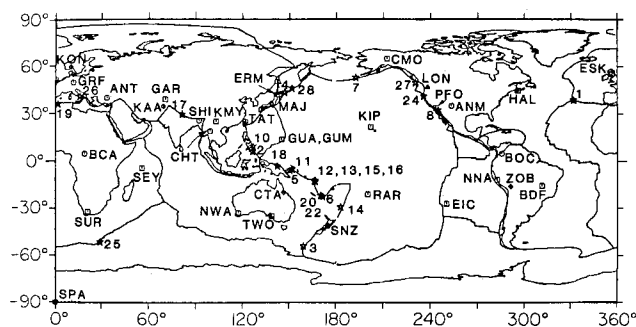 90°
60°
30°
0°
-30°
-60°
-90°
KON
GRF
26
19
ANT
GAR
KAA
17
SHI
KMY
CHT
ERM
4
28
MAJ
TAT
GUA, GUM
10
2
18
11
5
12, 13, 15, 16
20
6
22
14
SNZ
3
CTA
NWA
TWO
BCA
SEY
SUR
25
SPA
7
CMO
LON
27
24
PFO
8
ANM
HAL
KIP
RAR
EIC
BOC
NNA
ZOB
BDF
ESK
1
0° 60° 120° 180° 240° 300° 360°